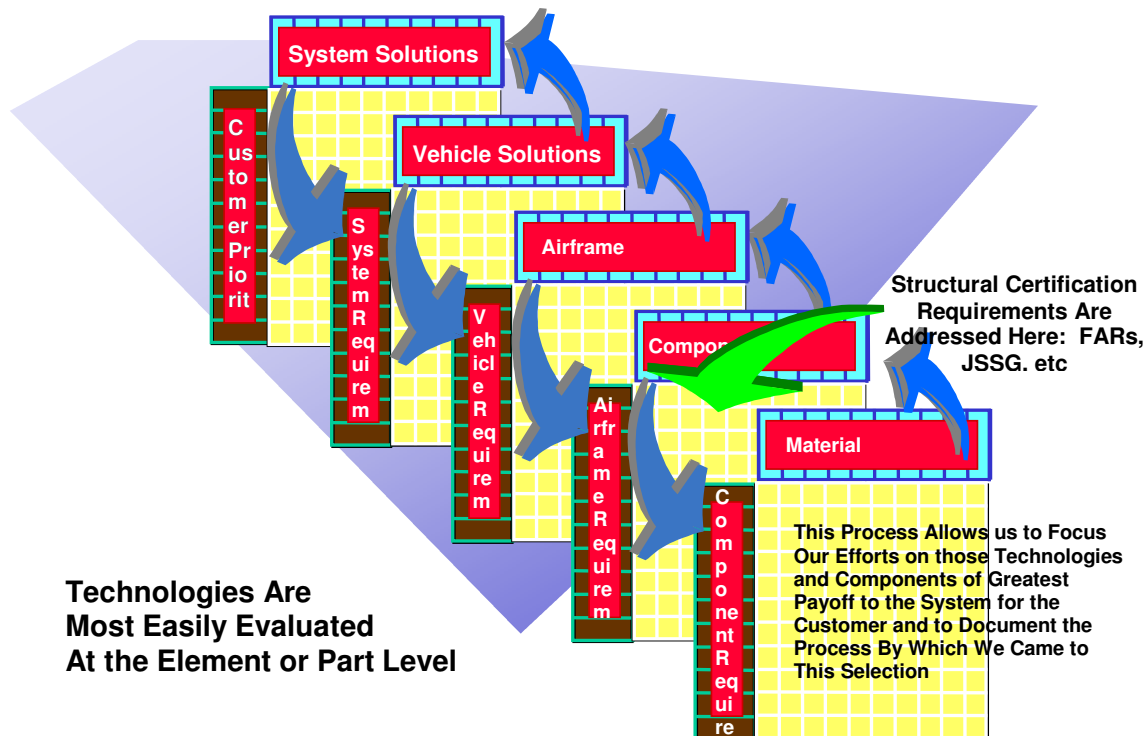 System Solutions
C
us
to
m
er
Pr
io
rit
Vehicle Solutions
S
ys
te
m
R
eq
ui
re
m
Airframe
V
eh
icl
e
R
eq
ui
re
m
Structural Certification
Requirements Are
Addressed Here: FARs,
JSSG. etc
Compo
Ai
rfr
a
m
e
R
eq
ui
re
m
Material
C
o
m
p
o
ne
nt
R
eq
ui
re
This Process Allows us to Focus
Our Efforts on those Technologies
and Components of Greatest
Payoff to the System for the
Customer and to Document the
Process By Which We Came to
This Selection
Technologies Are
Most Easily Evaluated
At the Element or Part Level